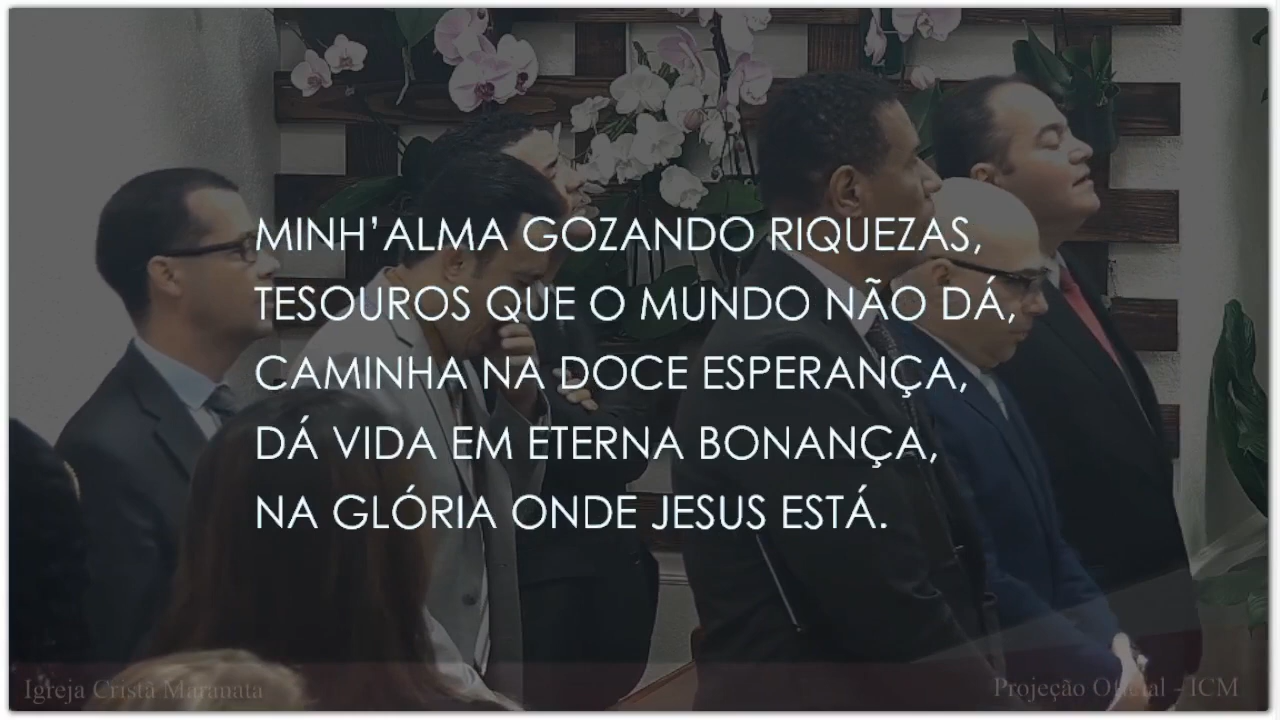 MINH’ALMA GOZANDO RIQUEZAS,
TESOUROS QUE O MUNDO NÃO DÁ,
CAMINHA NA DOCE ESPERANÇA,
DÁ VIDA EM ETERNA BONANÇA,
NA GLÓRIA ONDE JESUS ESTÁ.
Igreja Cristã Maranata
Projeção Oficial - ICM